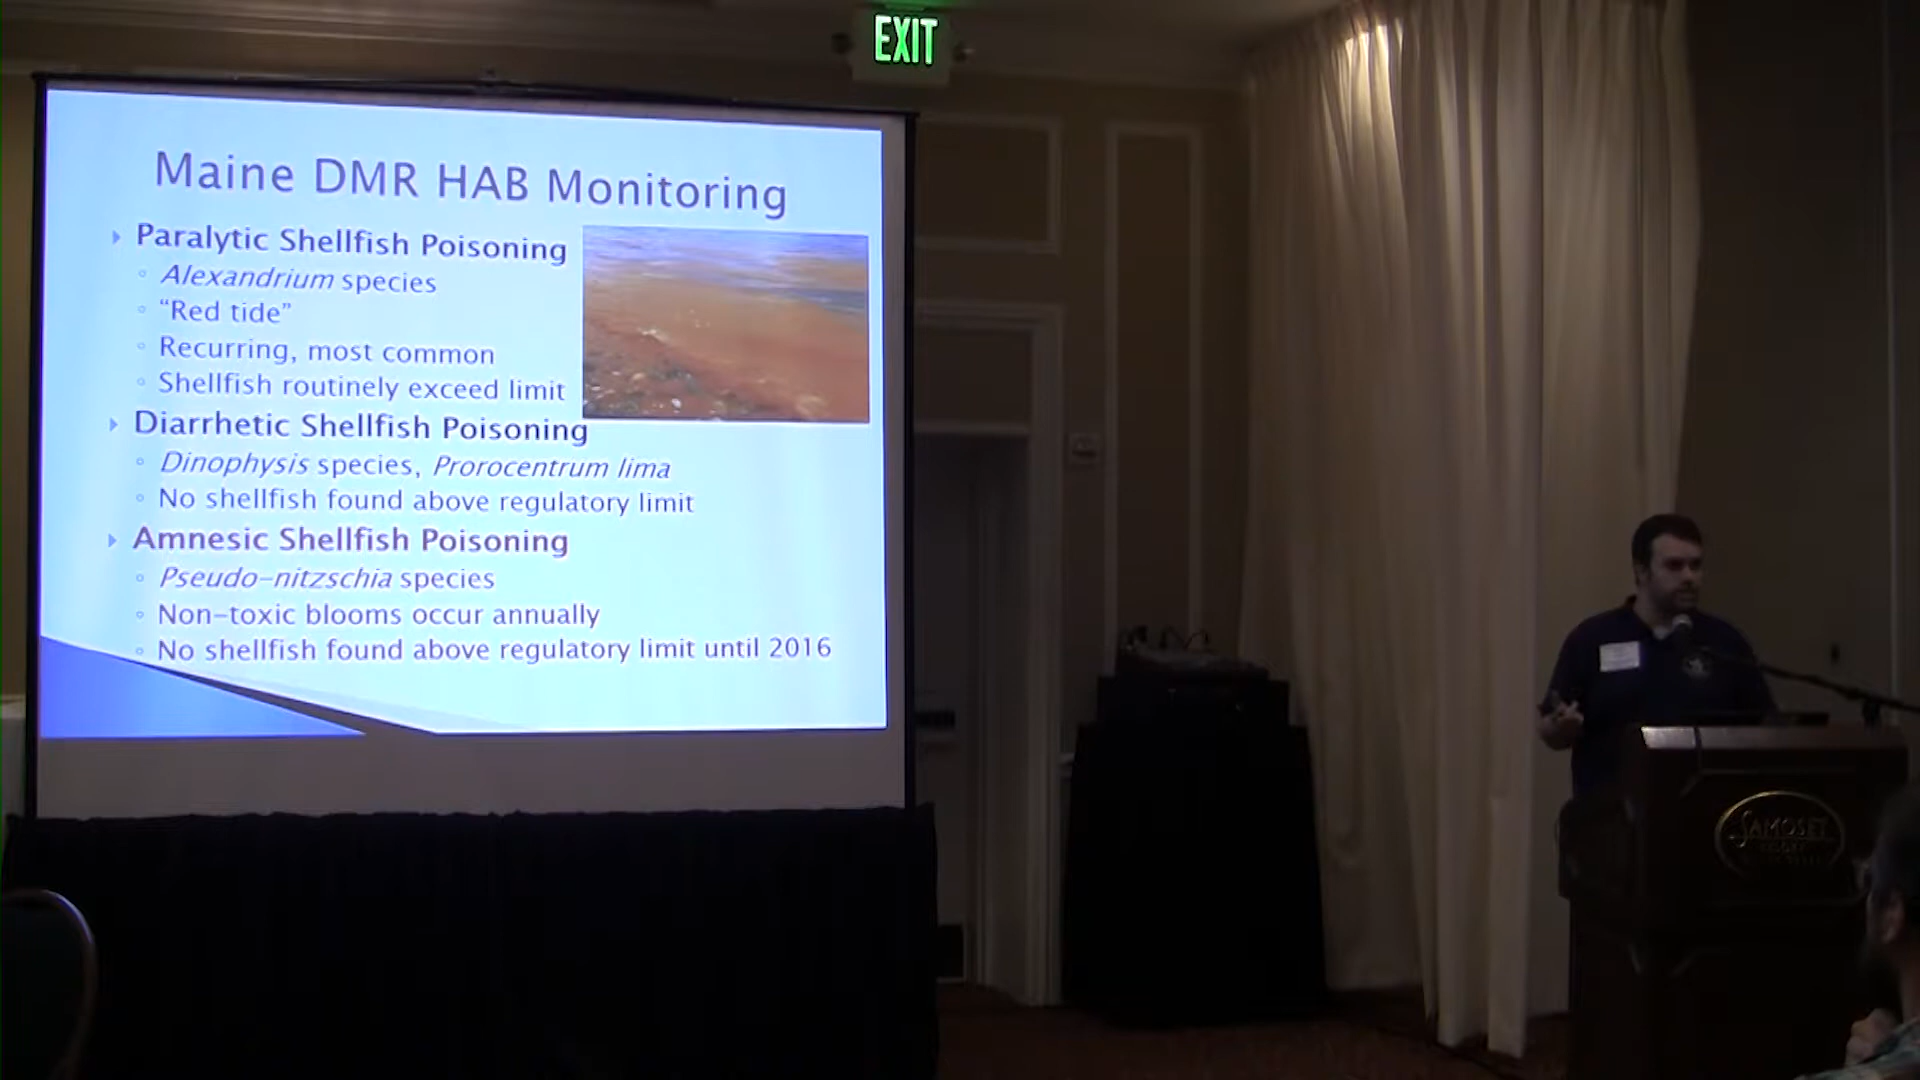 EXIT
Maine DMR HAB Monitoring
Paralytic Shellfish Poisoning
Alexandrium species
“Red tide”
Recurring, most common
Shellfish routinely exceed limit
Diarrhetic Shellfish Poisoning
Dinophysis species, Prorocentrum lima
No shellfish found above regulatory limit
Amnesic Shellfish Poisoning
Pseudo-nitzschia species
Non-toxic blooms occur annually
No shellfish found above regulatory limit until 2016
SAMOSET